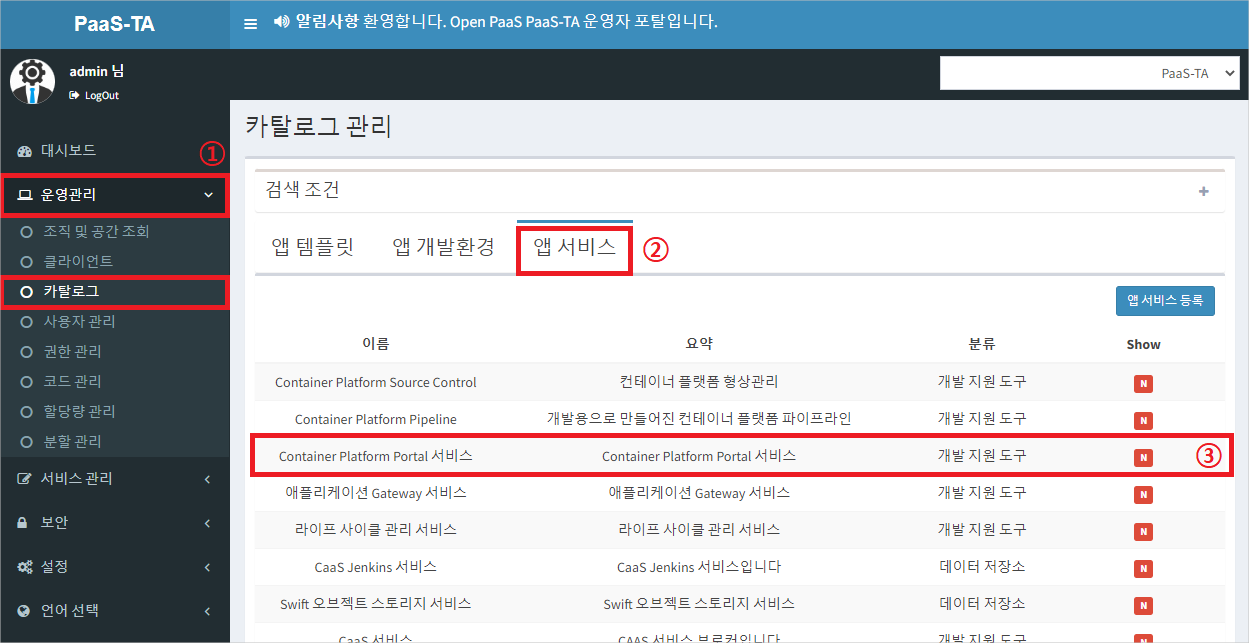 PaaS-TA
알림사항 환영합니다. Open PaaS PaaS-TA 운영자 포탈입니다.
admin 님
LogOut
PaaS-TA
대시보드
①
운영관리
조직 및 공간 조회
클라이언트
카탈로그
사용자 관리
권한 관리
코드 관리
할당량 관리
분할 관리
서비스 관리
보안
설정
언어 선택
카탈로그 관리
검색 조건
앱 템플릿 앱 개발환경 앱 서비스 ②
앱 서비스 등록
이름 요약 분류 Show
Container Platform Source Control 컨테이너 플랫폼 형상관리 개발 지원 도구 N
Container Platform Pipeline 개발용으로 만들어진 컨테이너 플랫폼 파이프라인 개발 지원 도구 N
Container Platform Portal 서비스 Container Platform Portal 서비스 개발 지원 도구 N ③
애플리케이션 Gateway 서비스 애플리케이션 Gateway 서비스 개발 지원 도구 N
라이프 사이클 관리 서비스 라이프 사이클 관리 서비스 개발 지원 도구 N
CaaS Jenkins 서비스 CaaS Jenkins 서비스입니다 데이터 저장소 N
Swift 오브젝트 스토리지 서비스 Swift 오브젝트 스토리지 서비스 데이터 저장소 N
CaaS 서비스 CAAS 서비스 브로커입니다 개발 지원 도구 N